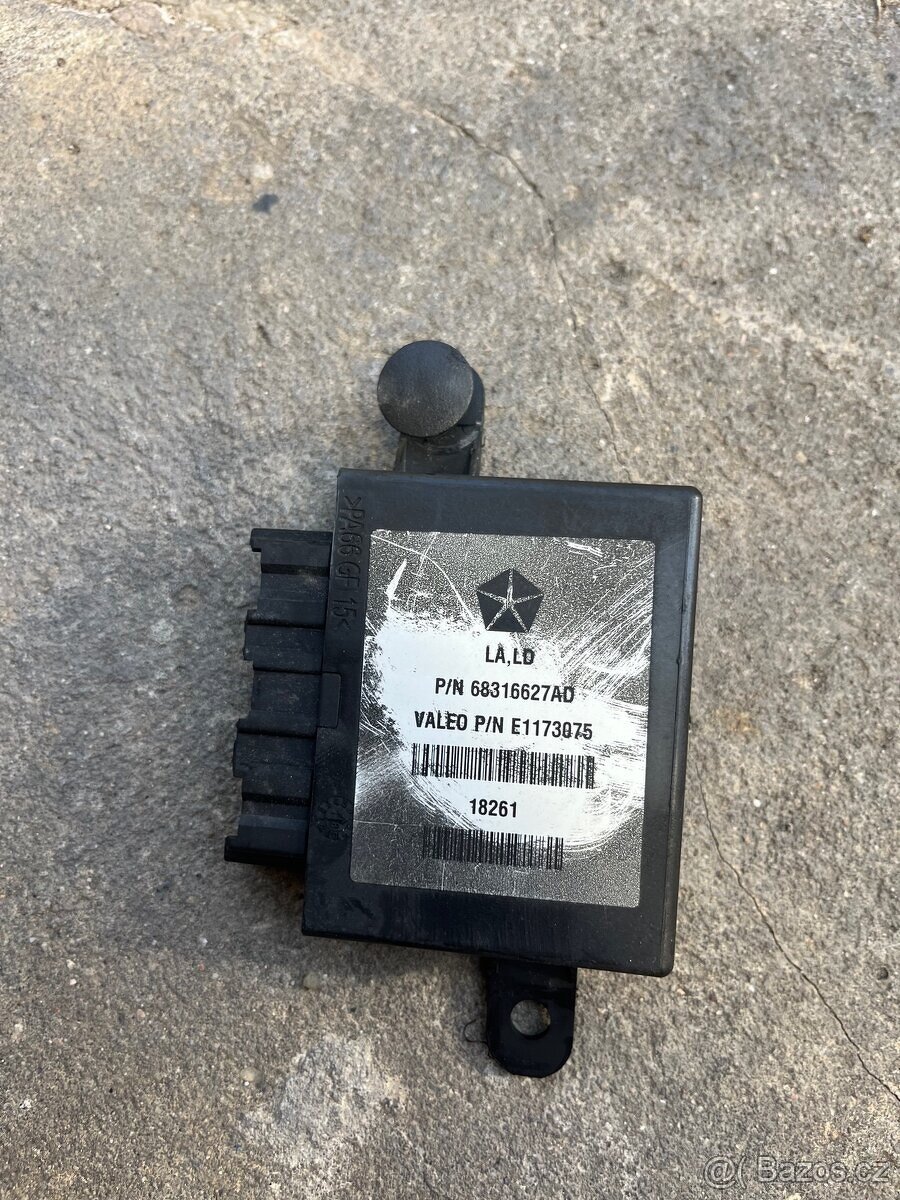 >PA66 GF 15<
LA,LD
P/N 68316627AD
VALEO P/N E1173075
18261
@( Bazos.cz